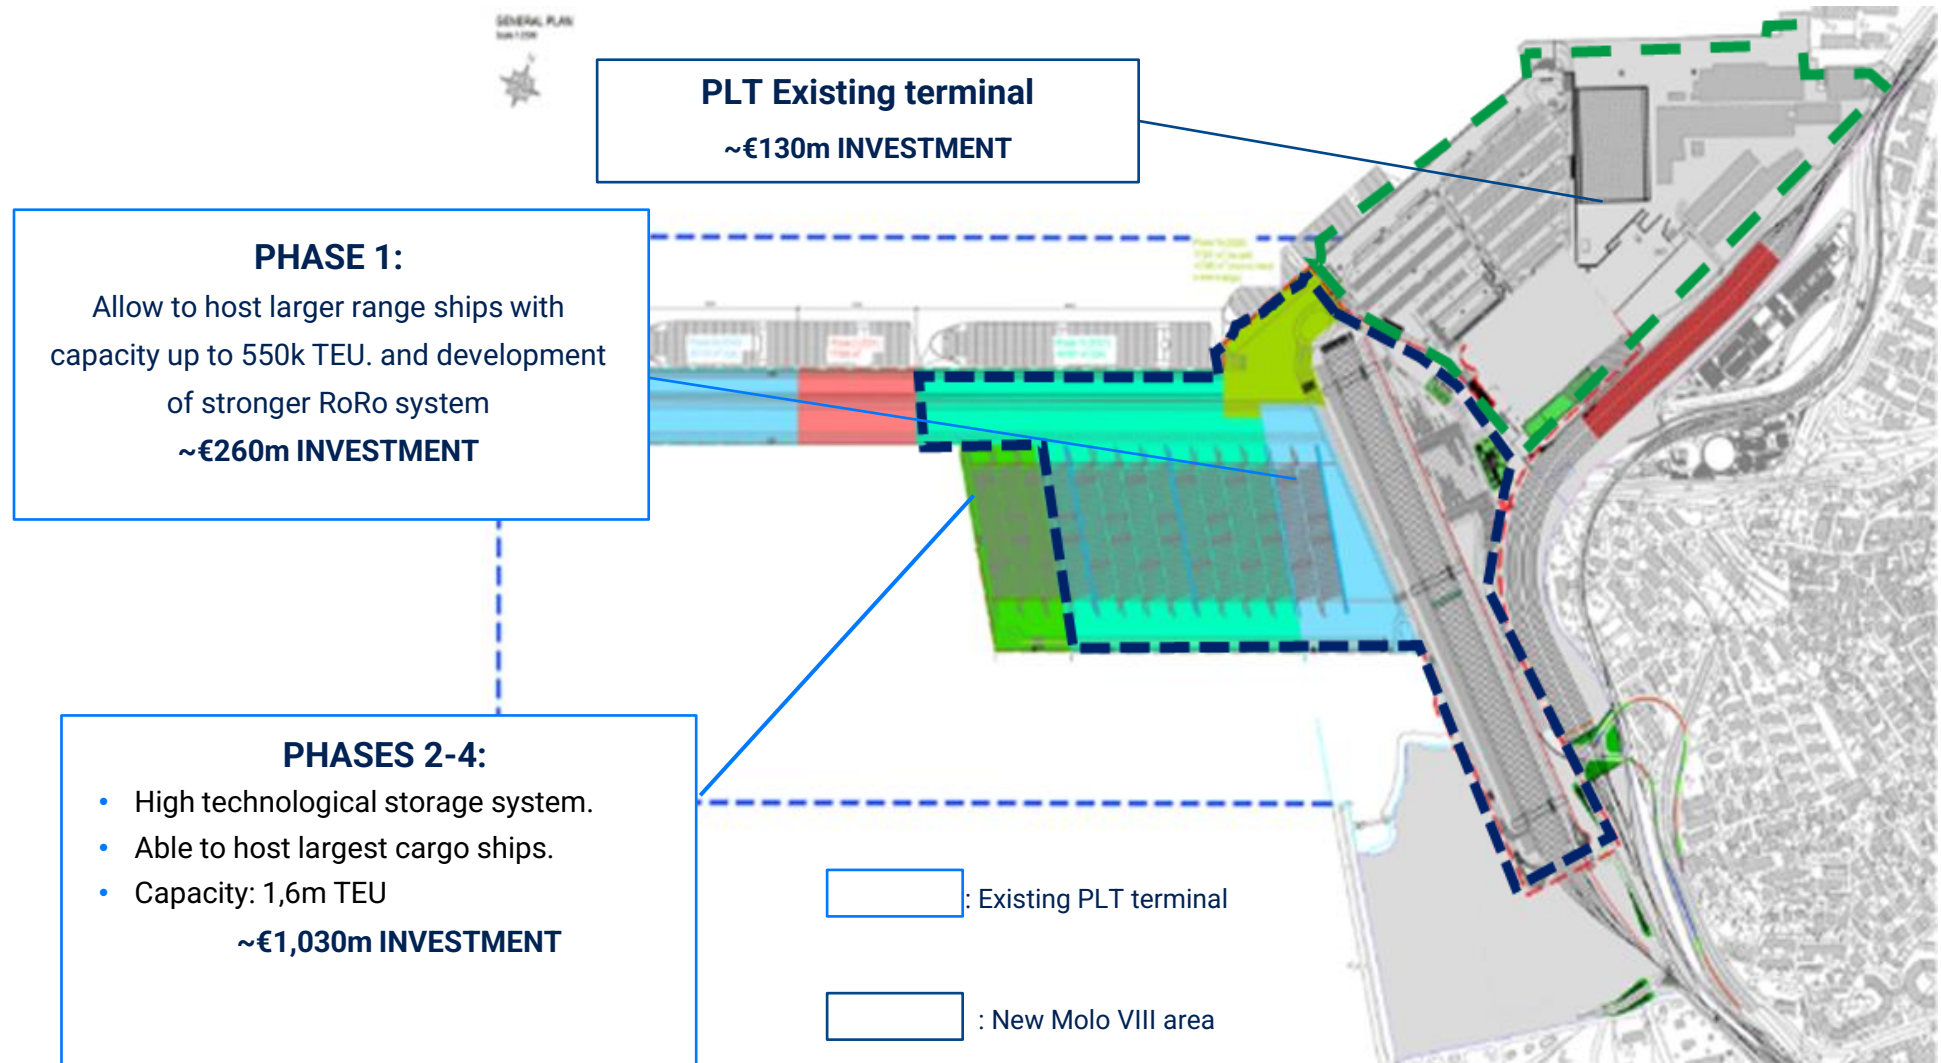 GENERAL PLAN
PLT Existing terminal
~€130m INVESTMENT
PHASE 1:
Allow to host larger range ships with
capacity up to 550k TEU. and development
of stronger RoRo system
~€260m INVESTMENT
PHASES 2-4:
• High technological storage system.
• Able to host largest cargo ships.
• Capacity: 1,6m TEU
~€1,030m INVESTMENT
: Existing PLT terminal
: New Molo VIII area